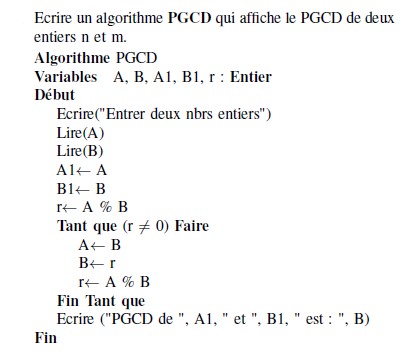 Ecrire un algorithme PGCD qui affiche le PGCD de deux
entiers n et m.
Algorithme PGCD
Variables A, B, A1, B1, r : Entier
Début
Ecrire("Entrer deux nbrs entiers")
Lire(A)
Lire(B)
A1← A
B1← B
r← A % B
Tant que (r ≠ 0) Faire
A← B
B← r
r← A % B
Fin Tant que
Ecrire ("PGCD de ", A1, " et ", B1, " est : ", B)
Fin